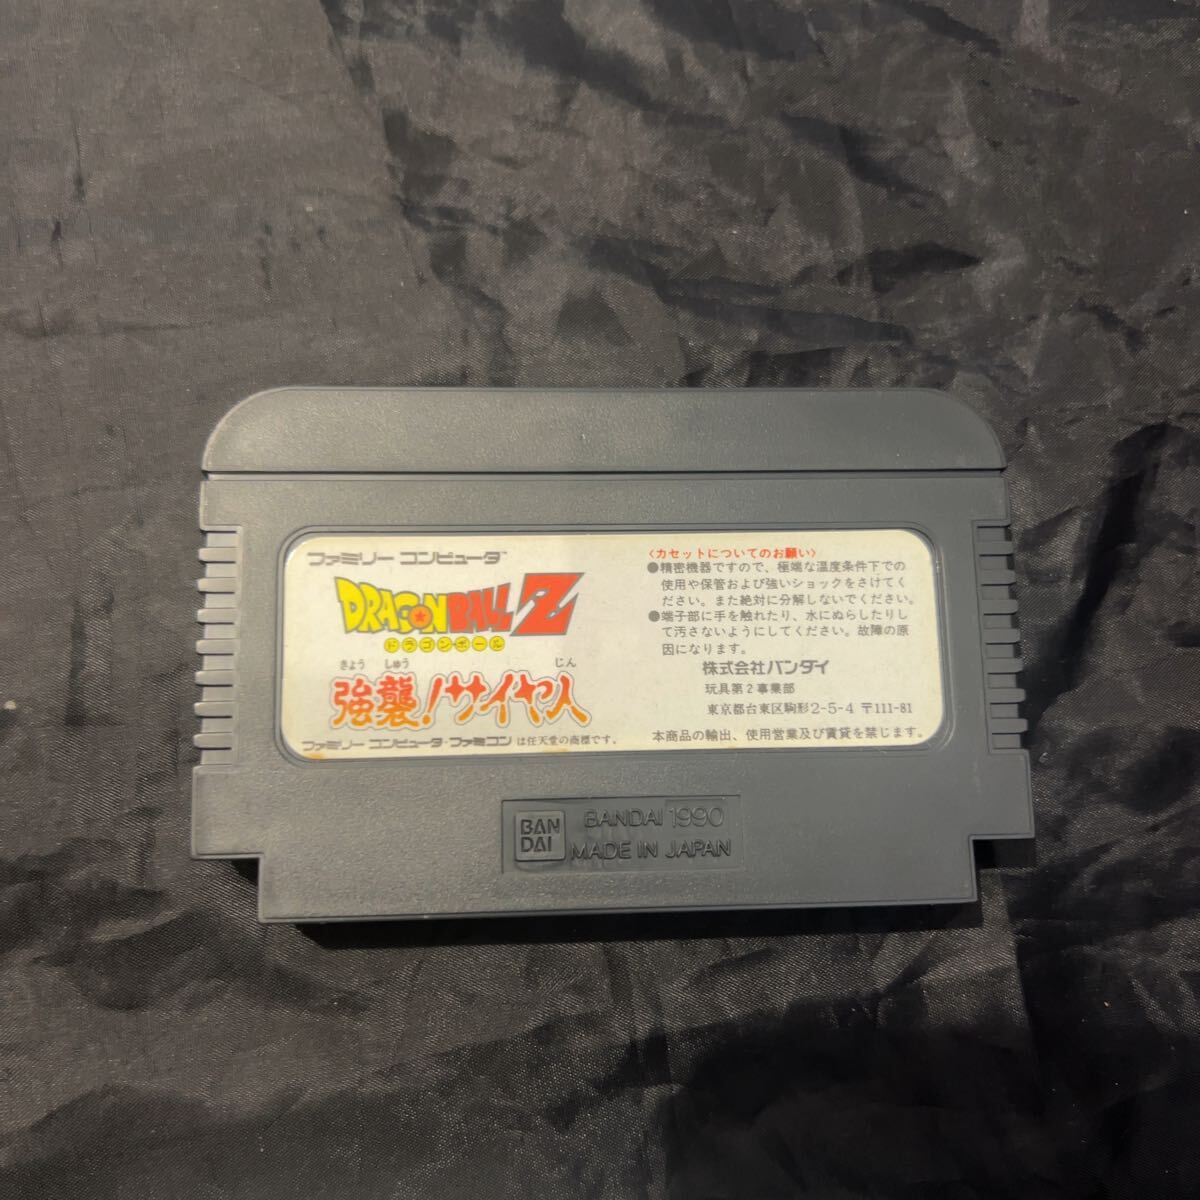 ファミリー コンピュータ™
DRAGON BALL Z
ドラゴンボール
きょう しゅう じん
強襲!サイヤ人
ファミリー コンピュータ・ファミコン は任天堂の商標です。
〈カセットについてのお願い〉
●精密機器ですので、極端な温度条件下での
使用や保管および強いショックをさけてく
ださい。また絶対に分解しないでください。
●端子部に手を触れたり、水にぬらしたりし
て汚さないようにしてください。故障の原
因になります。
株式会社バンダイ
玩具第2事業部
東京都台東区駒形2-5-4 〒111-81
本商品の輸出、使用営業及び賃貸を禁じます。
BAN
DAI
BANDAI 1990
MADE IN JAPAN